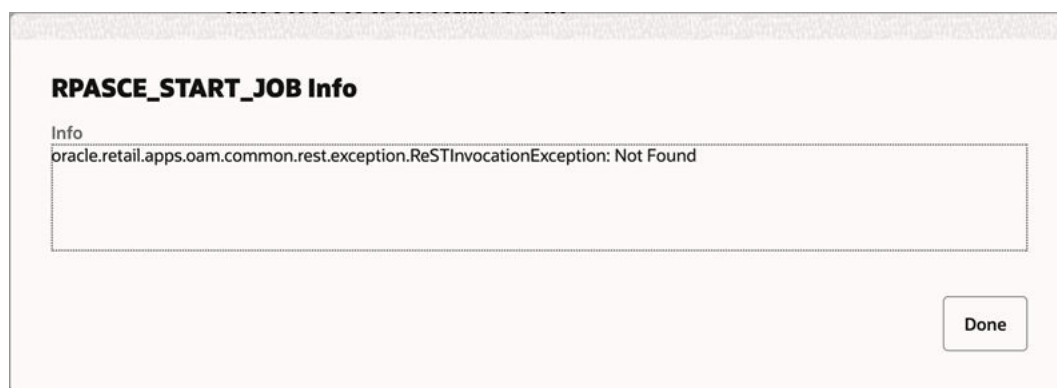 RPASCE_START_JOB Info
Info
oracle.retail.apps.oam.common.rest.exception.ReSTInvocationException: Not Found
Done